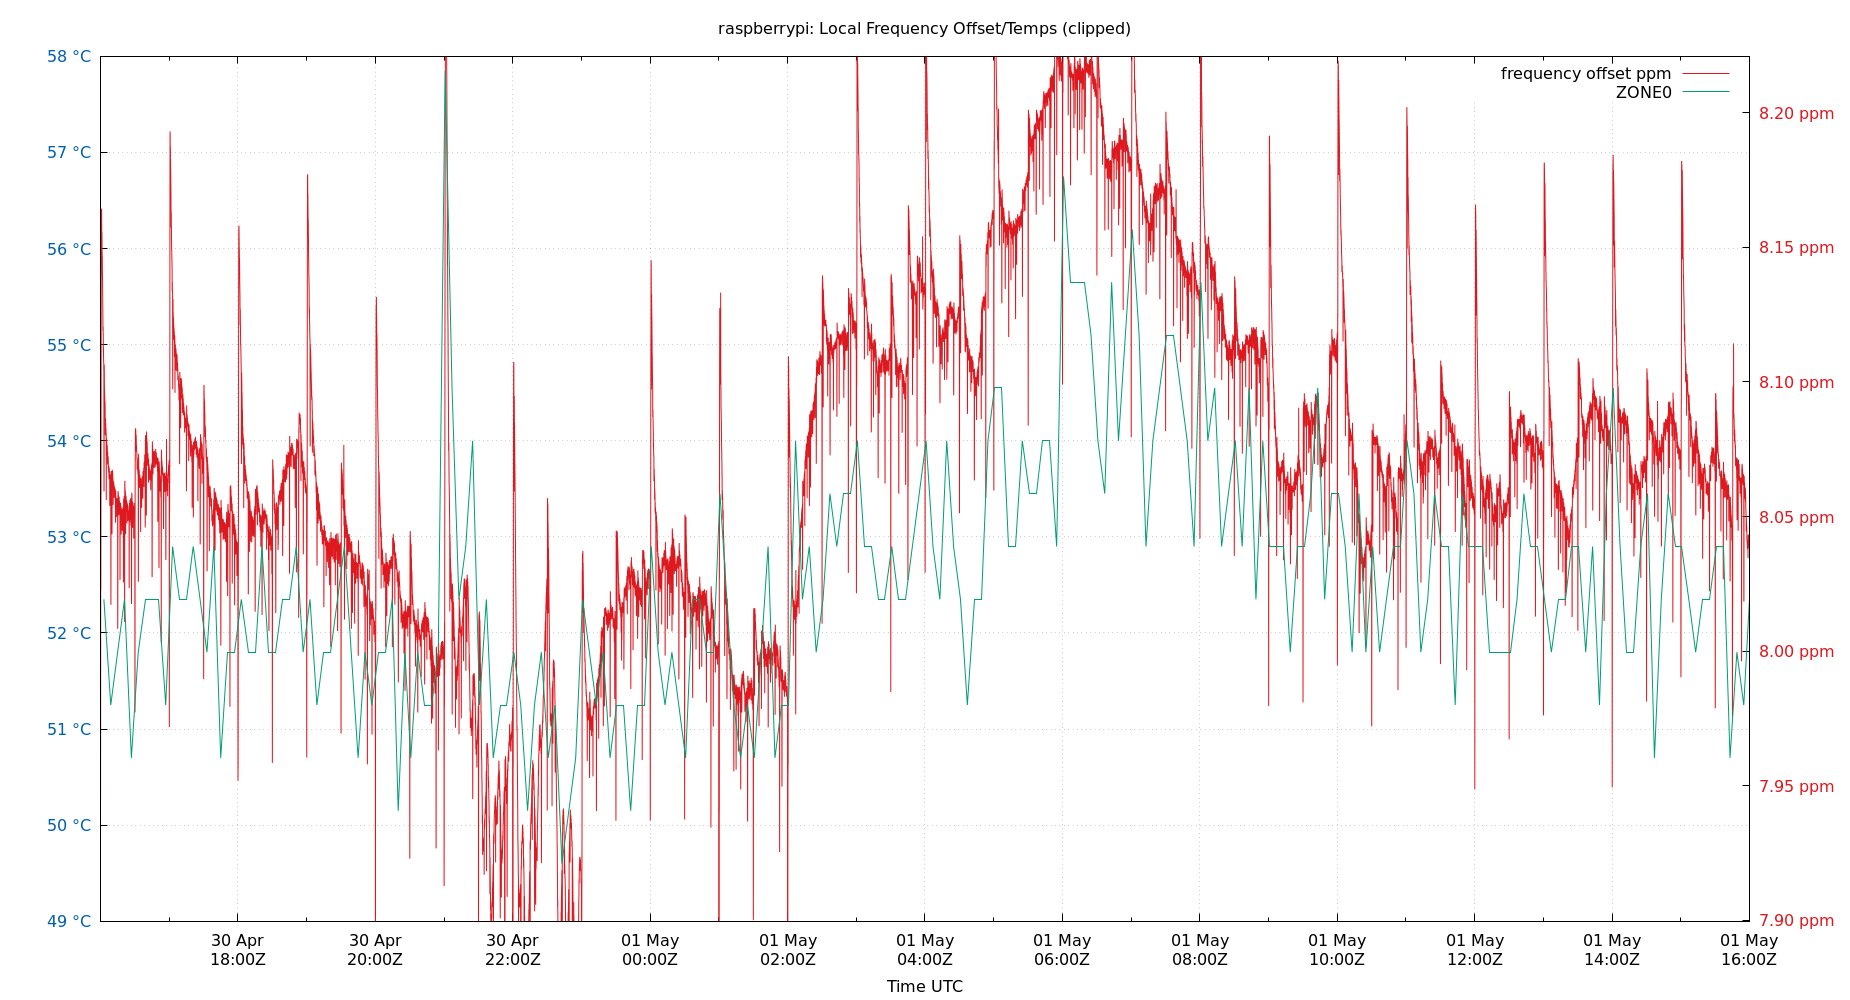 raspberrypi: Local Frequency Offset/Temps (clipped)
frequency offset ppm
ZONE0
58 °C
57 °C
56 °C
55 °C
54 °C
53 °C
52 °C
51 °C
50 °C
49 °C
8.20 ppm
8.15 ppm
8.10 ppm
8.05 ppm
8.00 ppm
7.95 ppm
7.90 ppm
30 Apr
18:00Z
30 Apr
20:00Z
30 Apr
22:00Z
01 May
00:00Z
01 May
02:00Z
01 May
04:00Z
01 May
06:00Z
01 May
08:00Z
01 May
10:00Z
01 May
12:00Z
01 May
14:00Z
01 May
16:00Z
Time UTC